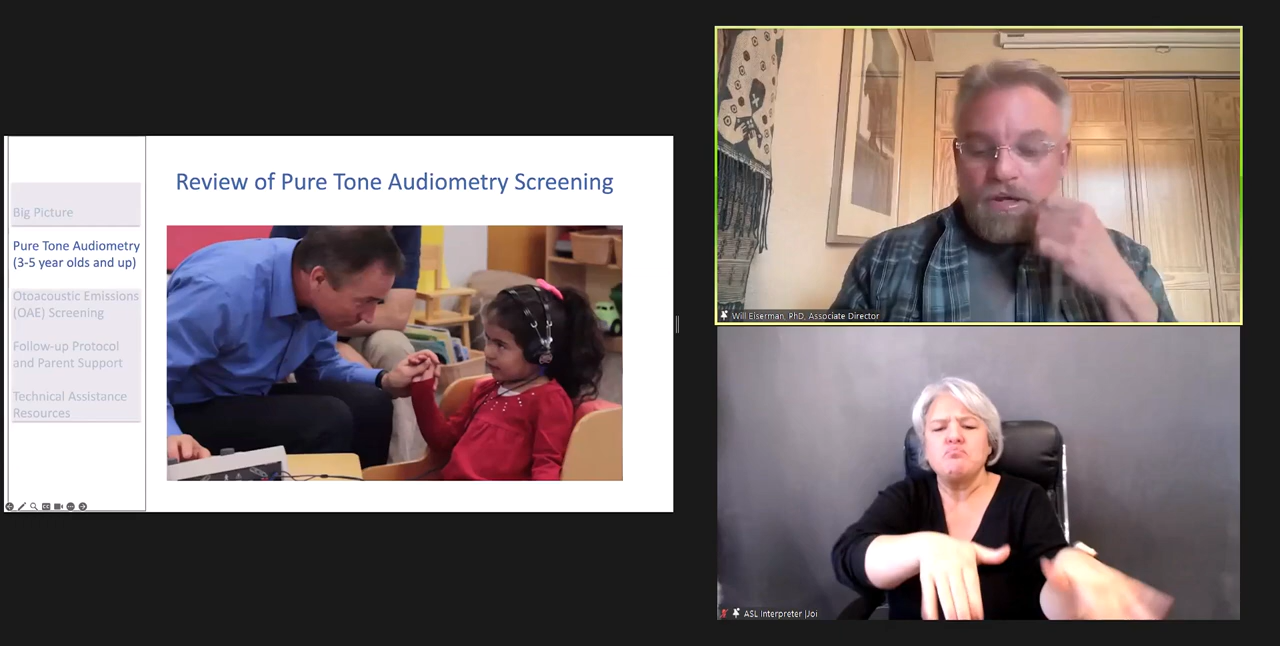 Review of Pure Tone Audiometry Screening
Big Picture
Pure Tone Audiometry
(3-5 year olds and up)
Otoacoustic Emissions
(OAE) Screening
Follow-up Protocol
and Parent Support
Technical Assistance
Resources
Will Eiserman, PhD, Associate Director
ASL Interpreter |Joi